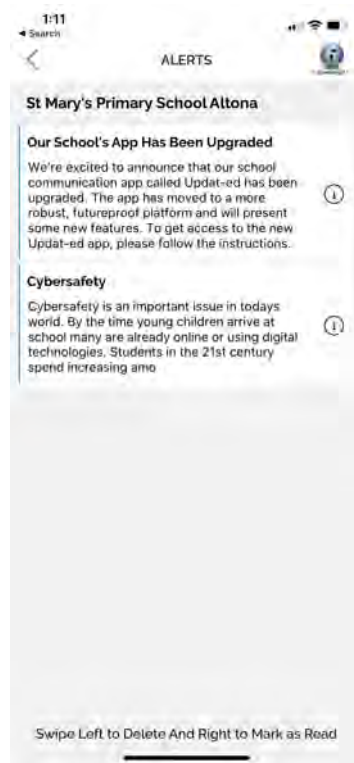 1:11
◀ Search
ALERTS
St Mary's Primary School Altona
Our School's App Has Been Upgraded
We're excited to announce that our school
communication app called Updat-ed has been
upgraded. The app has moved to a more
robust, futureproof platform and will present
some new features. To get access to the new
Updat-ed app, please follow the instructions.
Cybersafety
Cybersafety is an important issue in todays
world. By the time young children arrive at
school many are already online or using digital
technologies. Students in the 21st century
spend increasing amo
Swipe Left to Delete And Right to Mark as Read